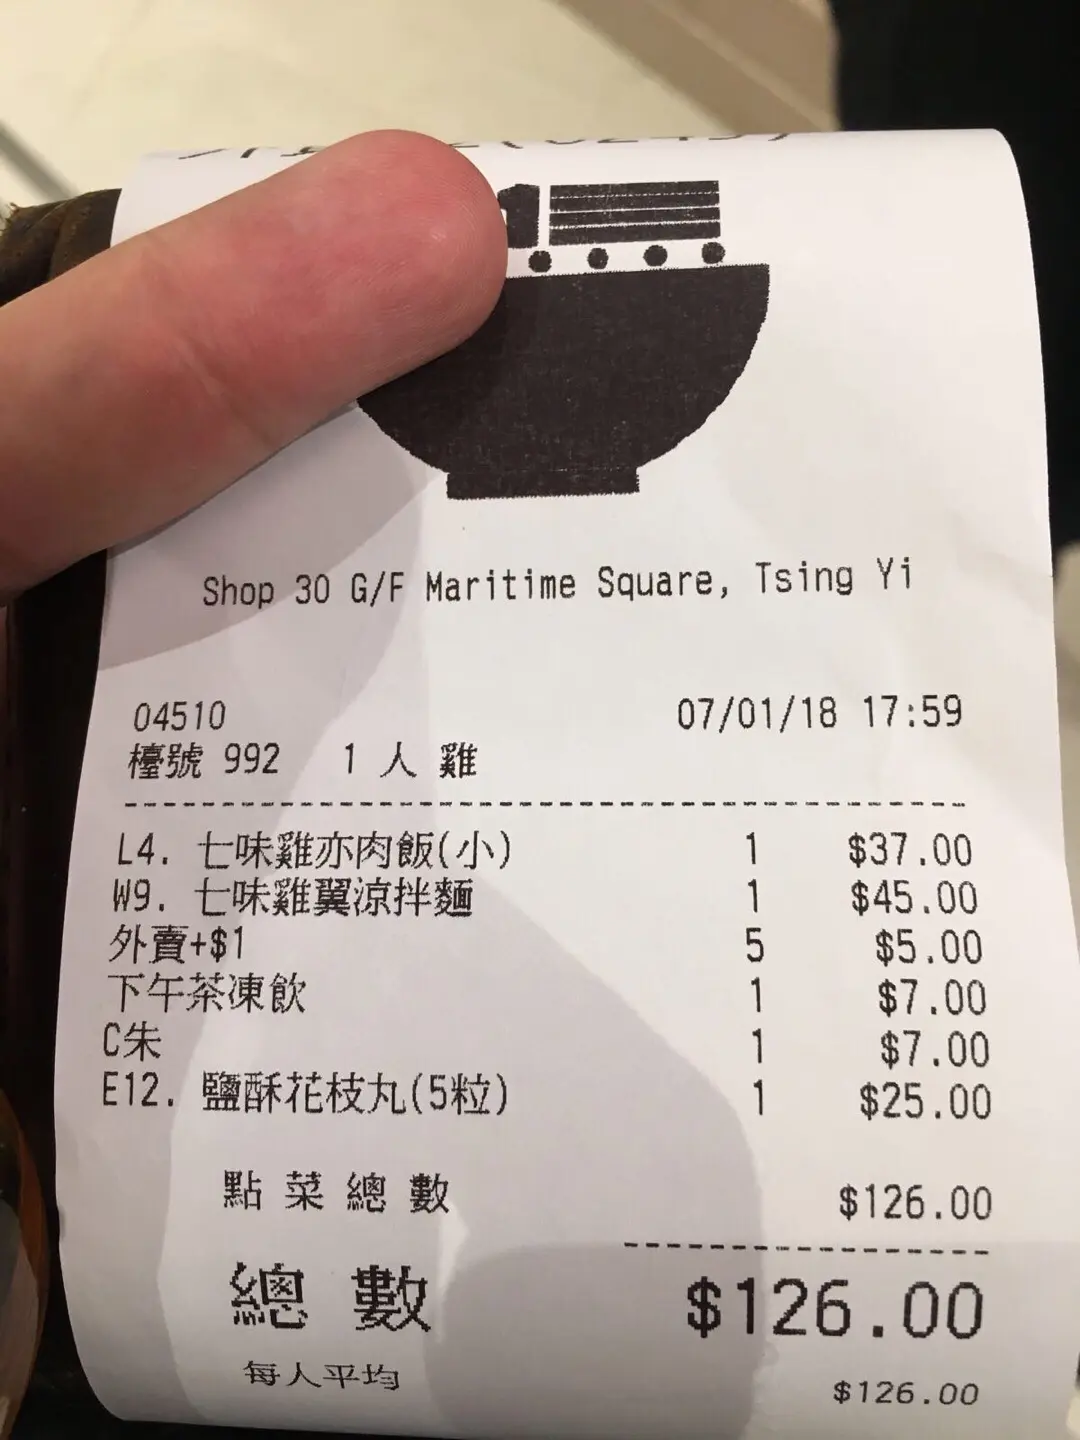 Shop 30 G/F Maritime Square, Tsing Yi
04510 07/01/18 17:59
檯號 992 1 人 雞
L4. 七味雞亦肉飯(小) 1 $37.00
W9. 七味雞翼涼拌麵 1 $45.00
外賣+$1 5 $5.00
下午茶凍飲 1 $7.00
C朱 1 $7.00
E12. 鹽酥花枝丸(5粒) 1 $25.00
點菜總數 $126.00
總數 $126.00
每人平均 $126.00